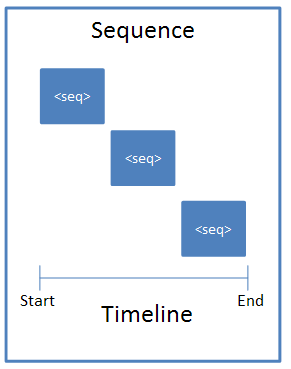 Sequence
<seq>
<seq>
<seq>
Start End
Timeline